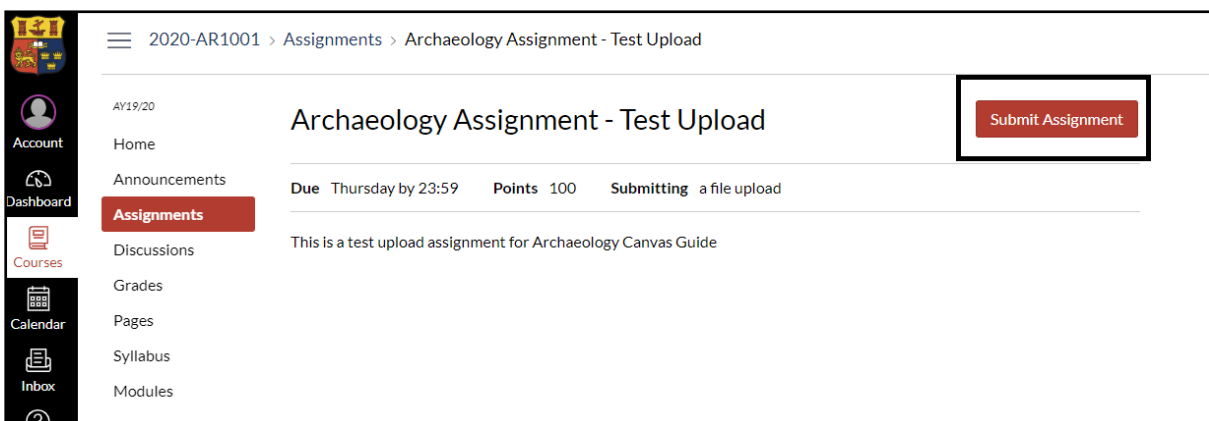 2020-AR1001 > Assignments > Archaeology Assignment - Test Upload
Account
Dashboard
Courses
Calendar
Inbox
AY19/20
Home
Announcements
Assignments
Discussions
Grades
Pages
Syllabus
Modules
Archaeology Assignment - Test Upload
Submit Assignment
Due Thursday by 23:59 Points 100 Submitting a file upload
This is a test upload assignment for Archaeology Canvas Guide